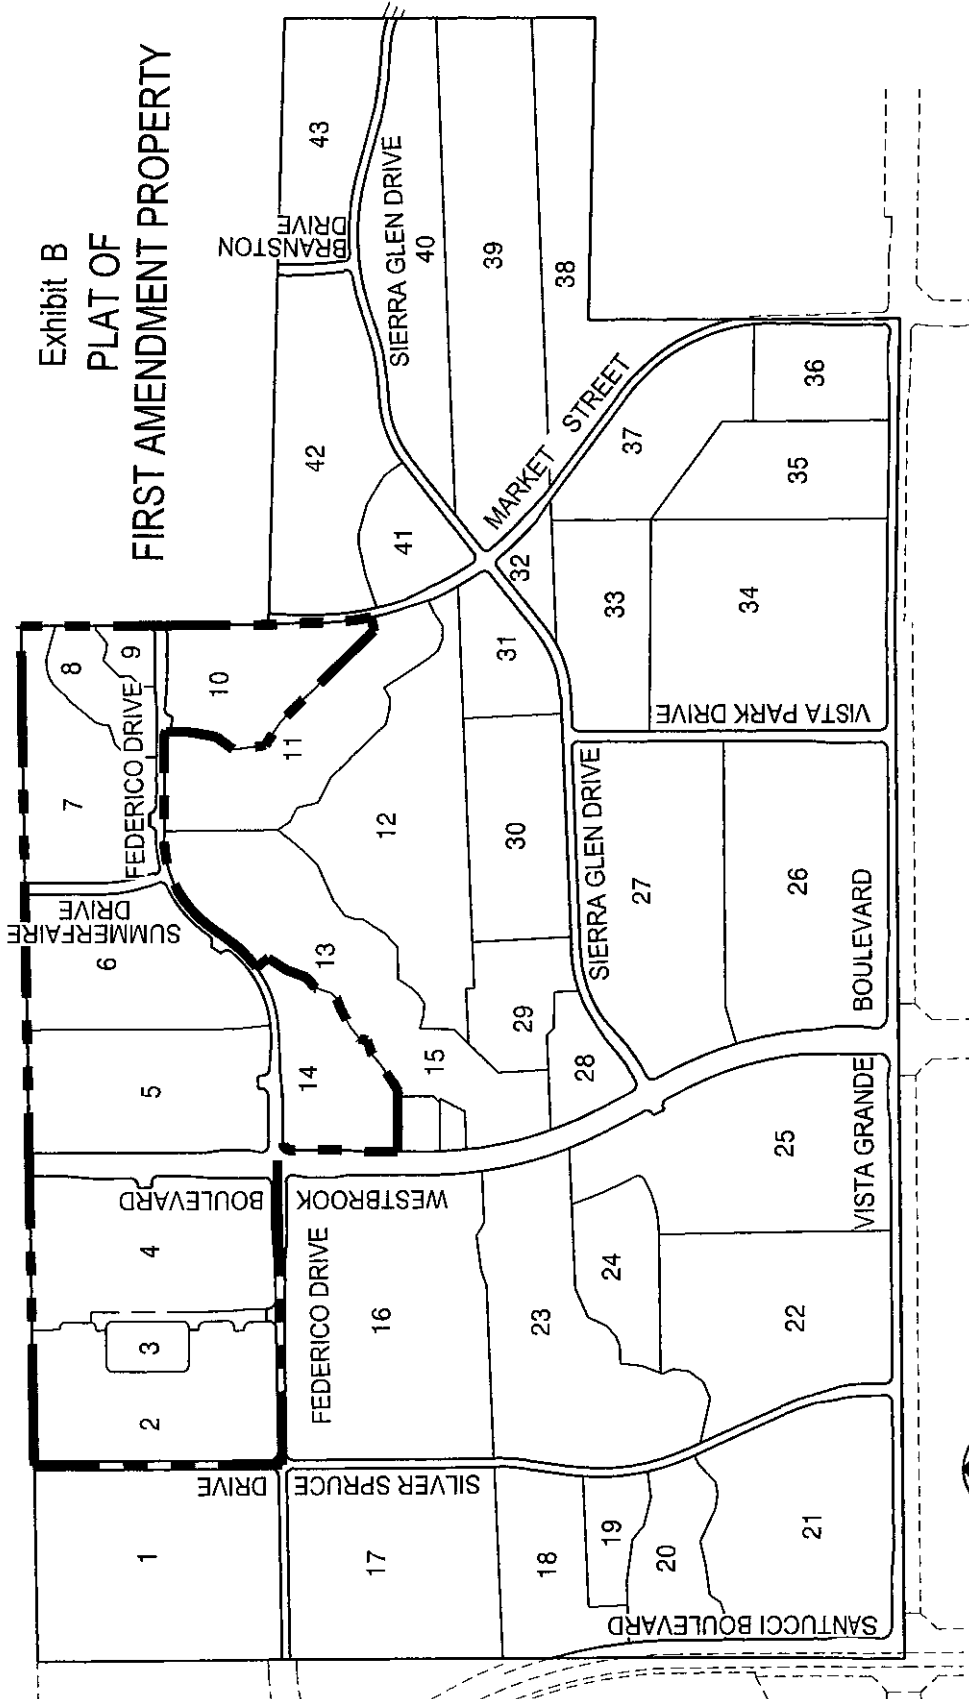 Exhibit B
PLAT OF
FIRST AMENDMENT PROPERTY
1
2
3
4
5
6
7
8
9
10
11
12
13
14
15
16
17
18
19
20
21
22
23
24
25
26
27
28
29
30
31
32
33
34
35
36
37
38
39
40
41
42
43
FEDERICO DRIVE
SUMMERFAIRE
DRIVE
BRANSTON
DRIVE
SIERRA GLEN DRIVE
MARKET STREET
WESTBROOK BOULEVARD
FEDERICO DRIVE
SILVER SPRUCE DRIVE
SIERRA GLEN DRIVE
VISTA PARK DRIVE
VISTA GRANDE BOULEVARD
SANTUCCI BOULEVARD